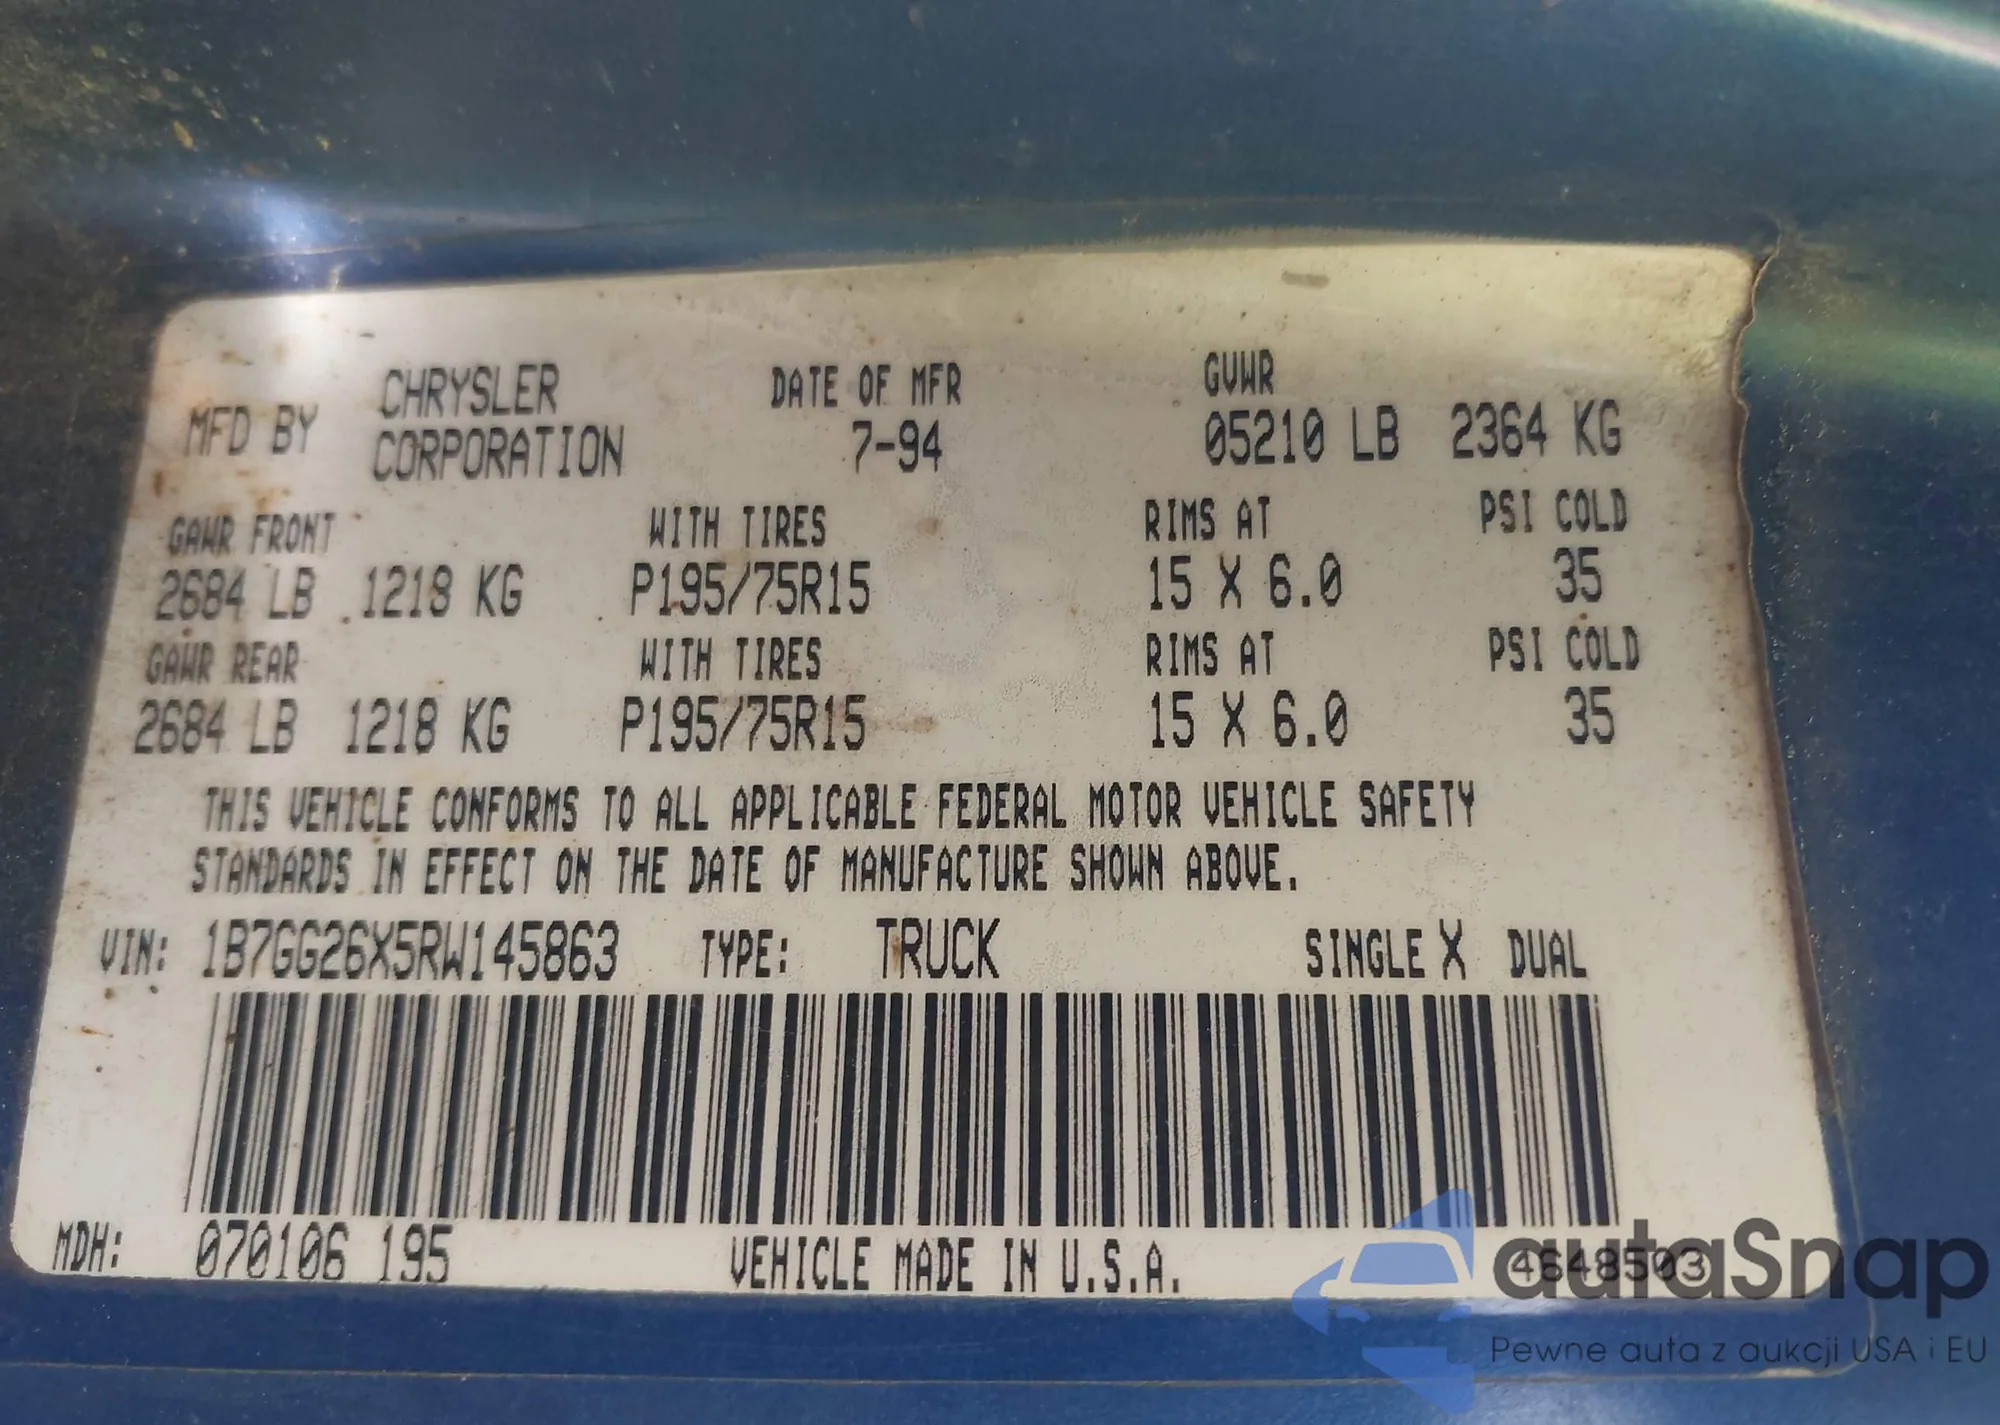 MFD BY CHRYSLER CORPORATION
DATE OF MFR 7-94
GVWR 05210 LB 2364 KG
GAWR FRONT WITH TIRES RIMS AT PSI COLD
2684 LB 1218 KG P195/75R15 15 X 6.0 35
GAWR REAR WITH TIRES RIMS AT PSI COLD
2684 LB 1218 KG P195/75R15 15 X 6.0 35
THIS VEHICLE CONFORMS TO ALL APPLICABLE FEDERAL MOTOR VEHICLE SAFETY
STANDARDS IN EFFECT ON THE DATE OF MANUFACTURE SHOWN ABOVE.
VIN: 1B7GG26X5RW145863 TYPE: TRUCK SINGLE X DUAL
MDH: 070106 195 VEHICLE MADE IN U.S.A. 4648503
autaSnap
Pewne auta z aukcji USA i EU